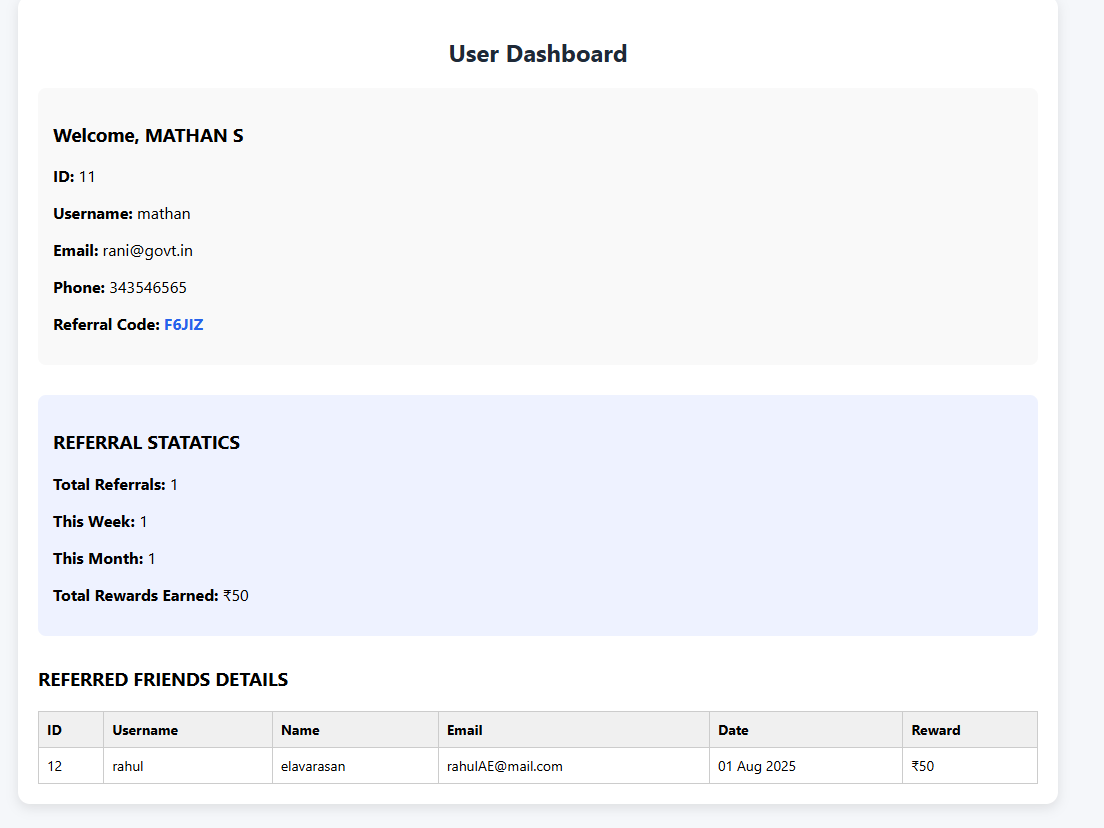 User Dashboard
Welcome, MATHAN S
ID: 11
Username: mathan
Email: rani@govt.in
Phone: 343546565
Referral Code: F6JIZ
REFERRAL STATATICS
Total Referrals: 1
This Week: 1
This Month: 1
Total Rewards Earned: ₹50
REFERRED FRIENDS DETAILS
ID Username Name Email Date Reward
12 rahul elavarasan rahulAE@mail.com 01 Aug 2025 ₹50